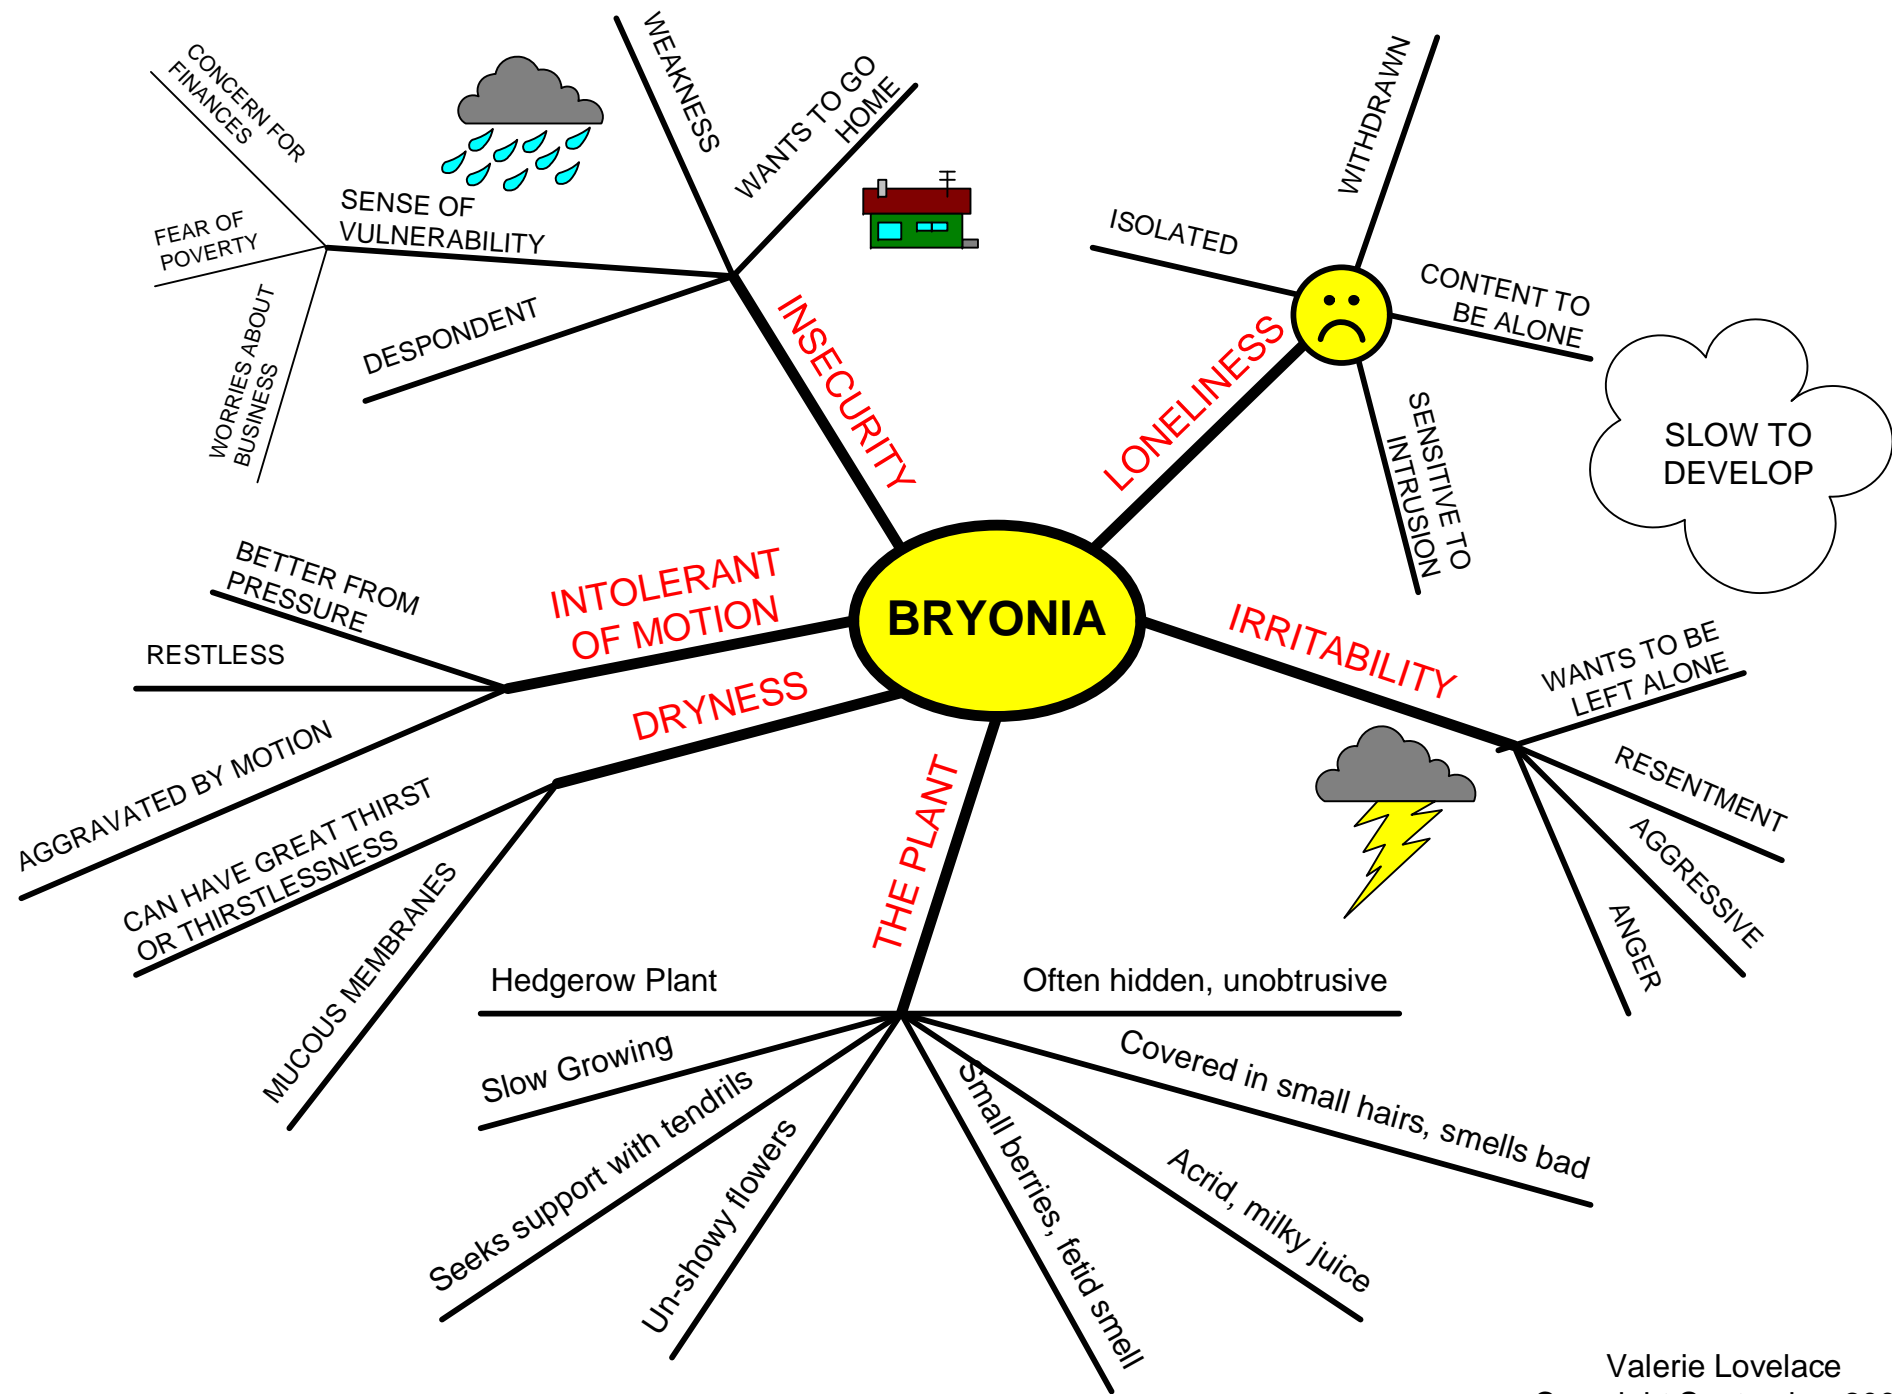 CONCERN FOR
FINANCES
FEAR OF
POVERTY
WORRIES ABOUT
BUSINESS
SENSE OF
VULNERABILITY
DESPONDENT
WEAKNESS
WANTS TO GO
HOME
INSECURITY
LONELINESS
ISOLATED
WITHDRAWN
CONTENT TO
BE ALONE
SENSITIVE TO
INTRUSION
SLOW TO
DEVELOP
BRYONIA
INTOLERANT
OF MOTION
BETTER FROM
PRESSURE
RESTLESS
AGGRAVATED BY MOTION
DRYNESS
CAN HAVE GREAT THIRST
OR THIRSTLESSNESS
MUCOUS MEMBRANES
IRRITABILITY
WANTS TO BE
LEFT ALONE
RESENTMENT
AGGRESSIVE
ANGER
THE PLANT
Hedgerow Plant
Slow Growing
Seeks support with tendrils
Un-showy flowers
Small berries, fetid smell
Acrid, milky juice
Covered in small hairs, smells bad
Often hidden, unobtrusive
Valerie Lovelace